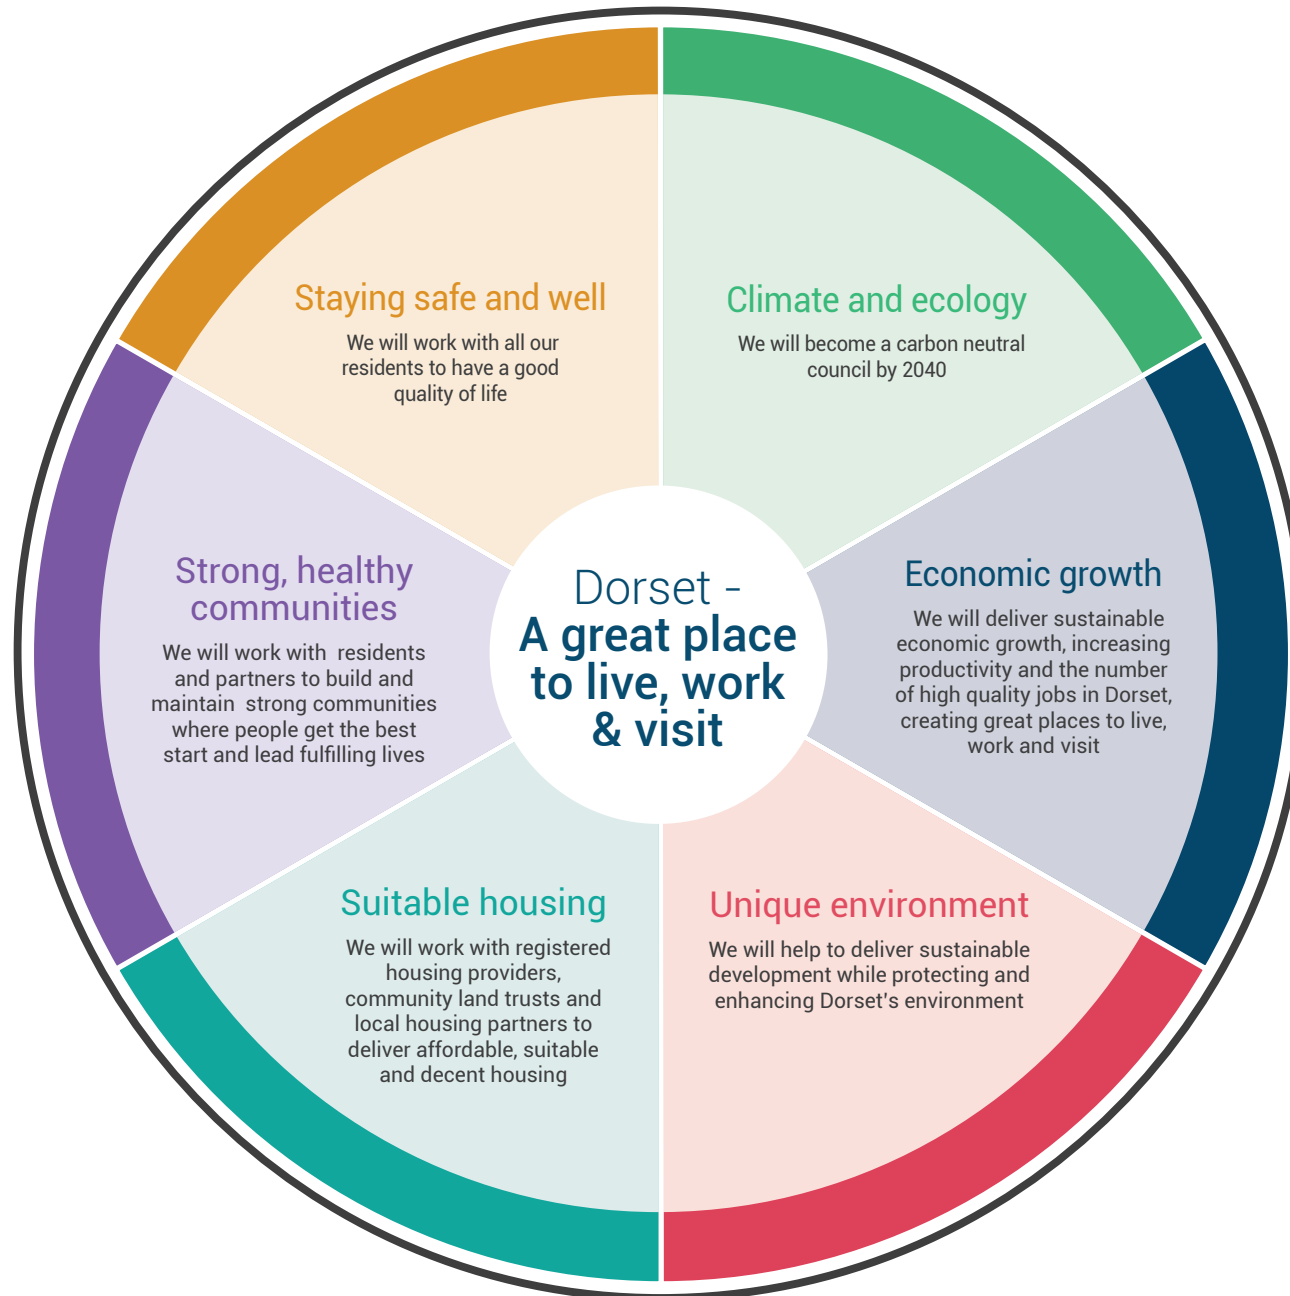 Staying safe and well
We will work with all our
residents to have a good
quality of life
Climate and ecology
We will become a carbon neutral
council by 2040
Strong, healthy
communities
We will work with  residents
and partners to build and
maintain  strong communities
where people get the best
start and lead fulfilling lives
Dorset -
A great place
to live, work
& visit
Economic growth
We will deliver sustainable
economic growth, increasing
productivity and the number
of high quality jobs in Dorset,
creating great places to live,
work and visit
Suitable housing
We will work with registered
housing providers,
community land trusts and
local housing partners to
deliver affordable, suitable
and decent housing
Unique environment
We will help to deliver sustainable
development while protecting and
enhancing Dorset's environment